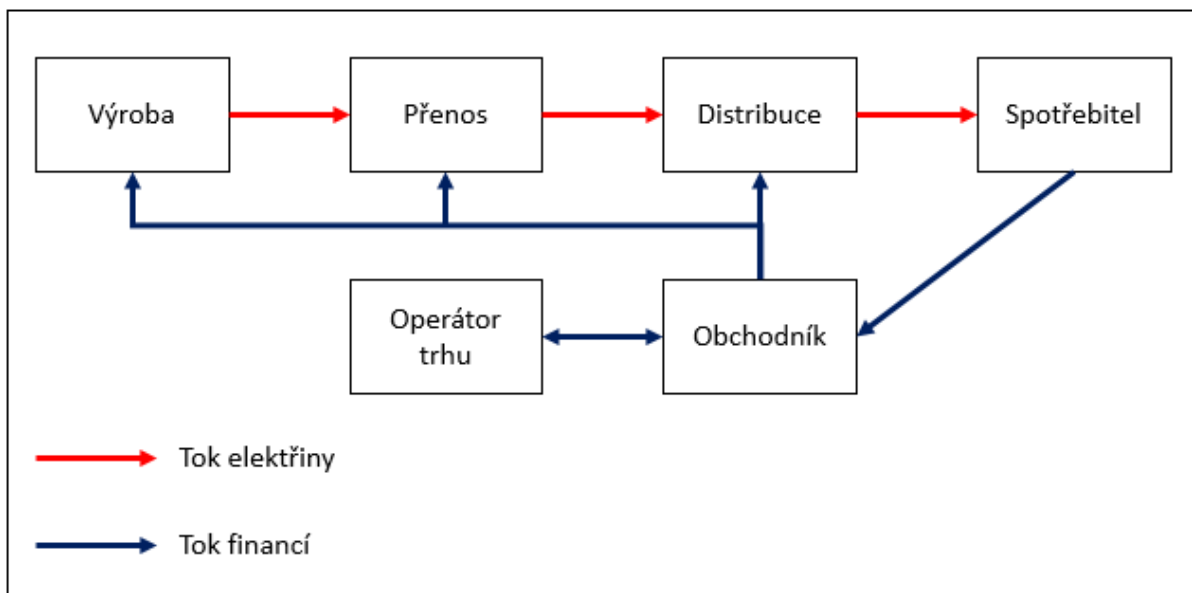 Výroba
Přenos
Distribuce
Spotřebitel
Operátor
trhu
Obchodník
Tok elektřiny
Tok financí